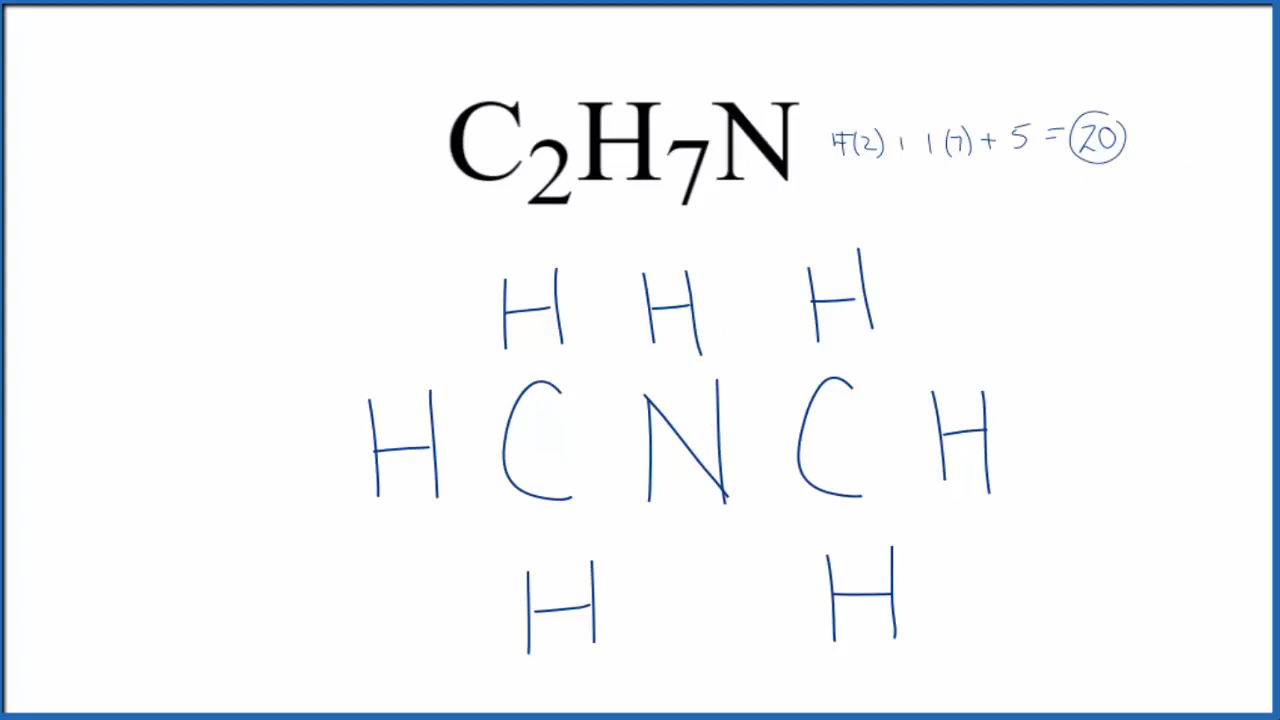 C₂H₇N 4(2) + 1(7) + 5 = 20
H H H
H C N C H
H H